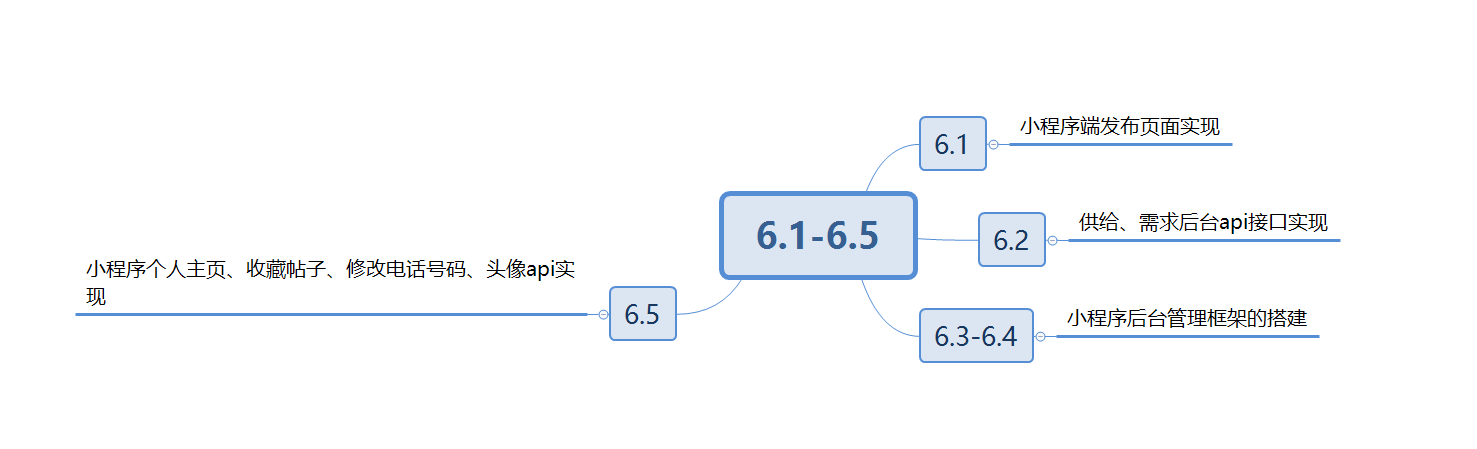 6.1-6.5
6.1
小程序端发布页面实现
6.2
供给、需求后台api接口实现
6.3-6.4
小程序后台管理框架的搭建
6.5
小程序个人主页、收藏帖子、修改电话号码、头像api实
现